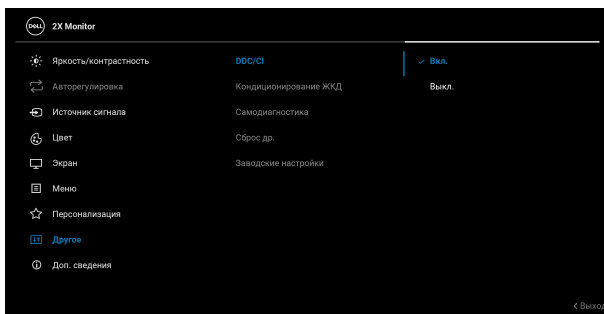 DELL 2X Monitor
Яркость/контрастность DDC/CI Вкл.
Авторегулировка Кондиционирование ЖКД Выкл.
Источник сигнала Самодиагностика
Цвет Сброс др.
Экран Заводские настройки
Меню
Персонализация
Другое
Доп. сведения
Выход